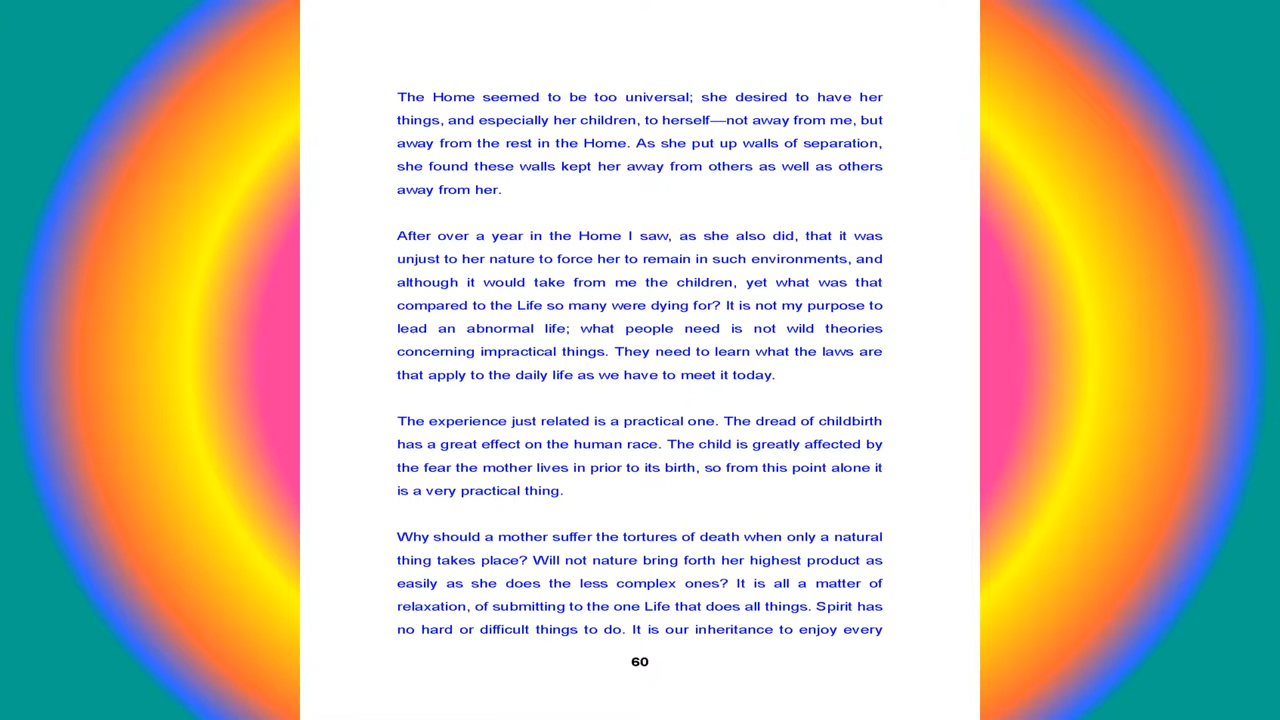 The Home seemed to be too universal; she desired to have her
things, and especially her children, to herself—not away from me, but
away from the rest in the Home. As she put up walls of separation,
she found these walls kept her away from others as well as others
away from her.
After over a year in the Home I saw, as she also did, that it was
unjust to her nature to force her to remain in such environments, and
although it would take from me the children, yet what was that
compared to the Life so many were dying for? It is not my purpose to
lead an abnormal life; what people need is not wild theories
concerning impractical things. They need to learn what the laws are
that apply to the daily life as we have to meet it today.
The experience just related is a practical one. The dread of childbirth
has a great effect on the human race. The child is greatly affected by
the fear the mother lives in prior to its birth, so from this point alone it
is a very practical thing.
Why should a mother suffer the tortures of death when only a natural
thing takes place? Will not nature bring forth her highest product as
easily as she does the less complex ones? It is all a matter of
relaxation, of submitting to the one Life that does all things. Spirit has
no hard or difficult things to do. It is our inheritance to enjoy every
60